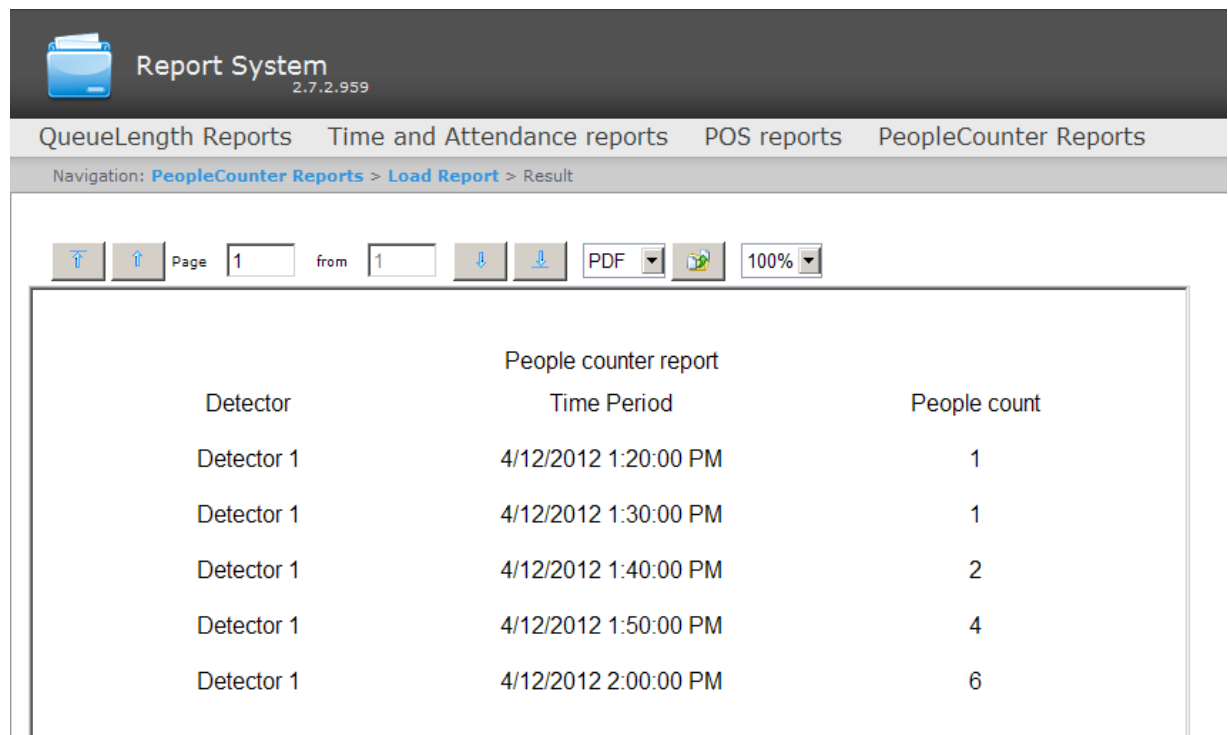 Report System
2.7.2.959
QueueLength Reports Time and Attendance reports POS reports PeopleCounter Reports
Navigation: PeopleCounter Reports > Load Report > Result
Page 1 from 1 PDF 100%
People counter report
Detector Time Period People count
Detector 1 4/12/2012 1:20:00 PM 1
Detector 1 4/12/2012 1:30:00 PM 1
Detector 1 4/12/2012 1:40:00 PM 2
Detector 1 4/12/2012 1:50:00 PM 4
Detector 1 4/12/2012 2:00:00 PM 6